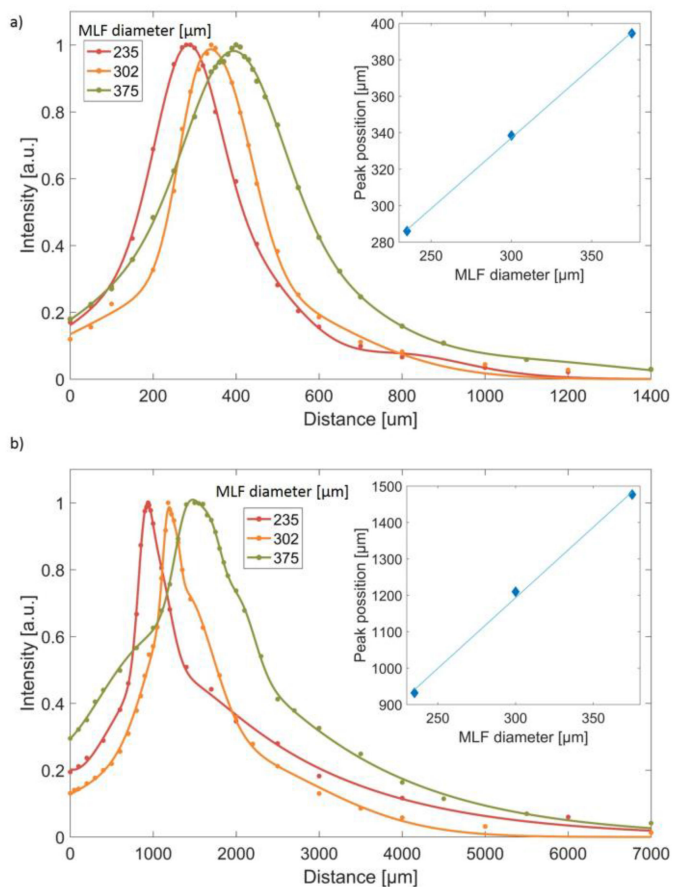 a)
MLF diameter [µm]
235
302
375
1
0.8
0.6
0.4
0.2
0
Intensity [a.u.]
0 200 400 600 800 1000 1200 1400
Distance [µm]
400
380
360
340
320
300
280
Peak possition [µm]
250 300 350
MLF diameter [µm]
b)
MLF diameter [µm]
235
302
375
1
0.8
0.6
0.4
0.2
0
Intensity [a.u.]
0 1000 2000 3000 4000 5000 6000 7000
Distance [µm]
1500
1400
1300
1200
1100
1000
900
Peak possition [µm]
250 300 350
MLF diameter [µm]